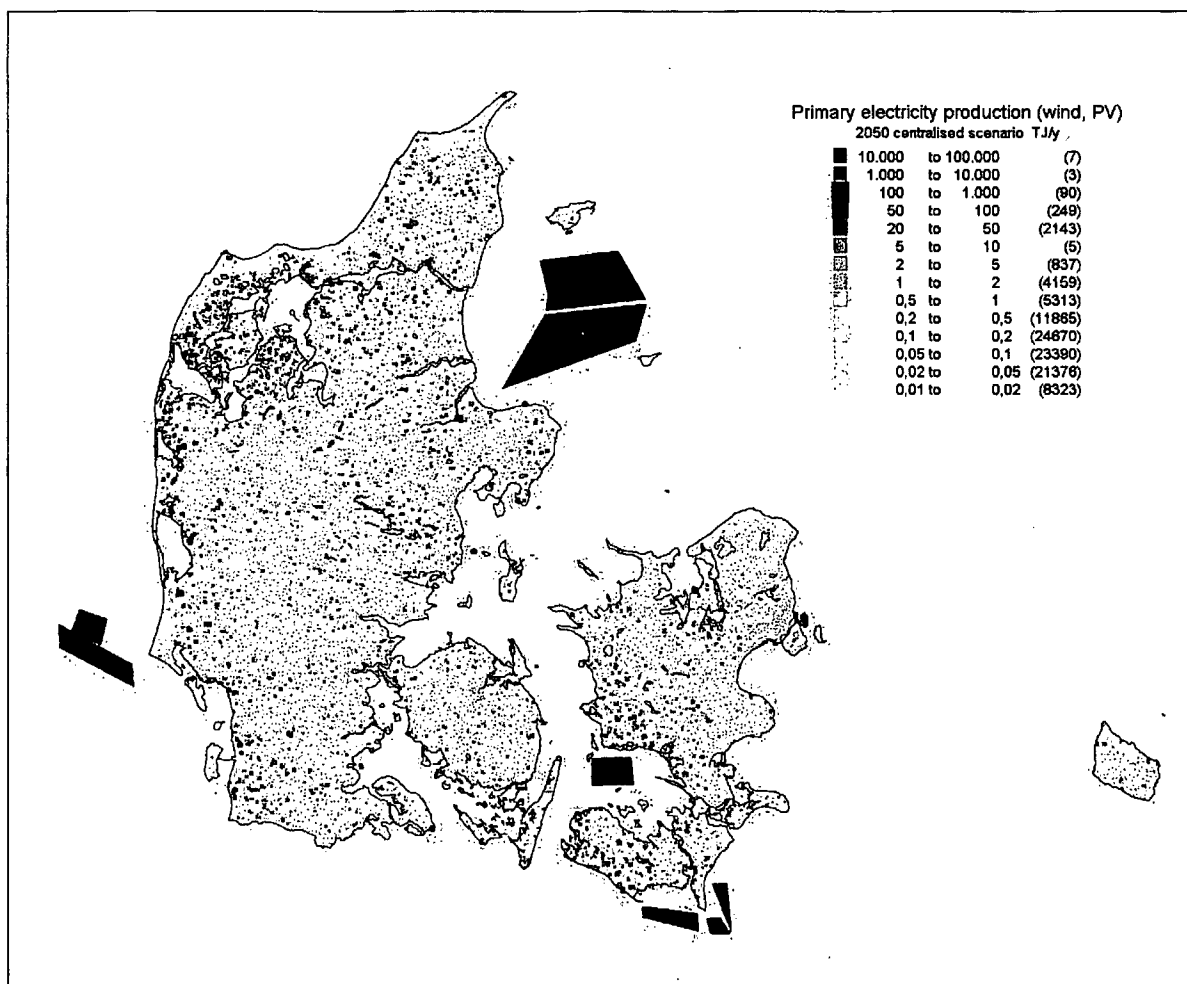 Primary electricity production (wind, PV)
2050 centralised scenario TJ/y
10.000 to 100.000 (7)
1.000 to 10.000 (3)
100 to 1.000 (90)
50 to 100 (249)
20 to 50 (2143)
5 to 10 (5)
2 to 5 (837)
1 to 2 (4159)
0,5 to 1 (5313)
0,2 to 0,5 (11865)
0,1 to 0,2 (24670)
0,05 to 0,1 (23390)
0,02 to 0,05 (21376)
0,01 to 0,02 (8323)